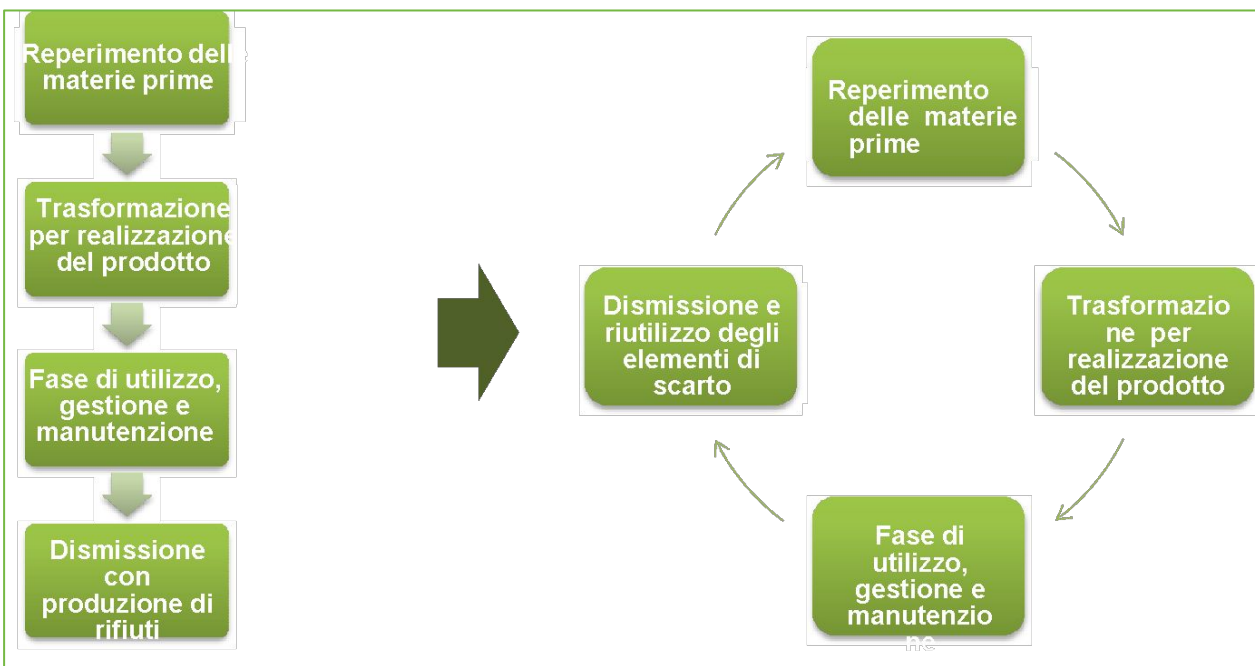 Reperimento delle
materie prime
Trasformazione
per realizzazione
del prodotto
Fase di utilizzo,
gestione e
manutenzione
Dismissione
con
produzione di
rifiuti
Reperimento
delle materie
prime
Trasformazio
ne per
realizzazione
del prodotto
Fase di
utilizzo,
gestione e
manutenzio
ne
Dismissione e
riutilizzo degli
elementi di
scarto